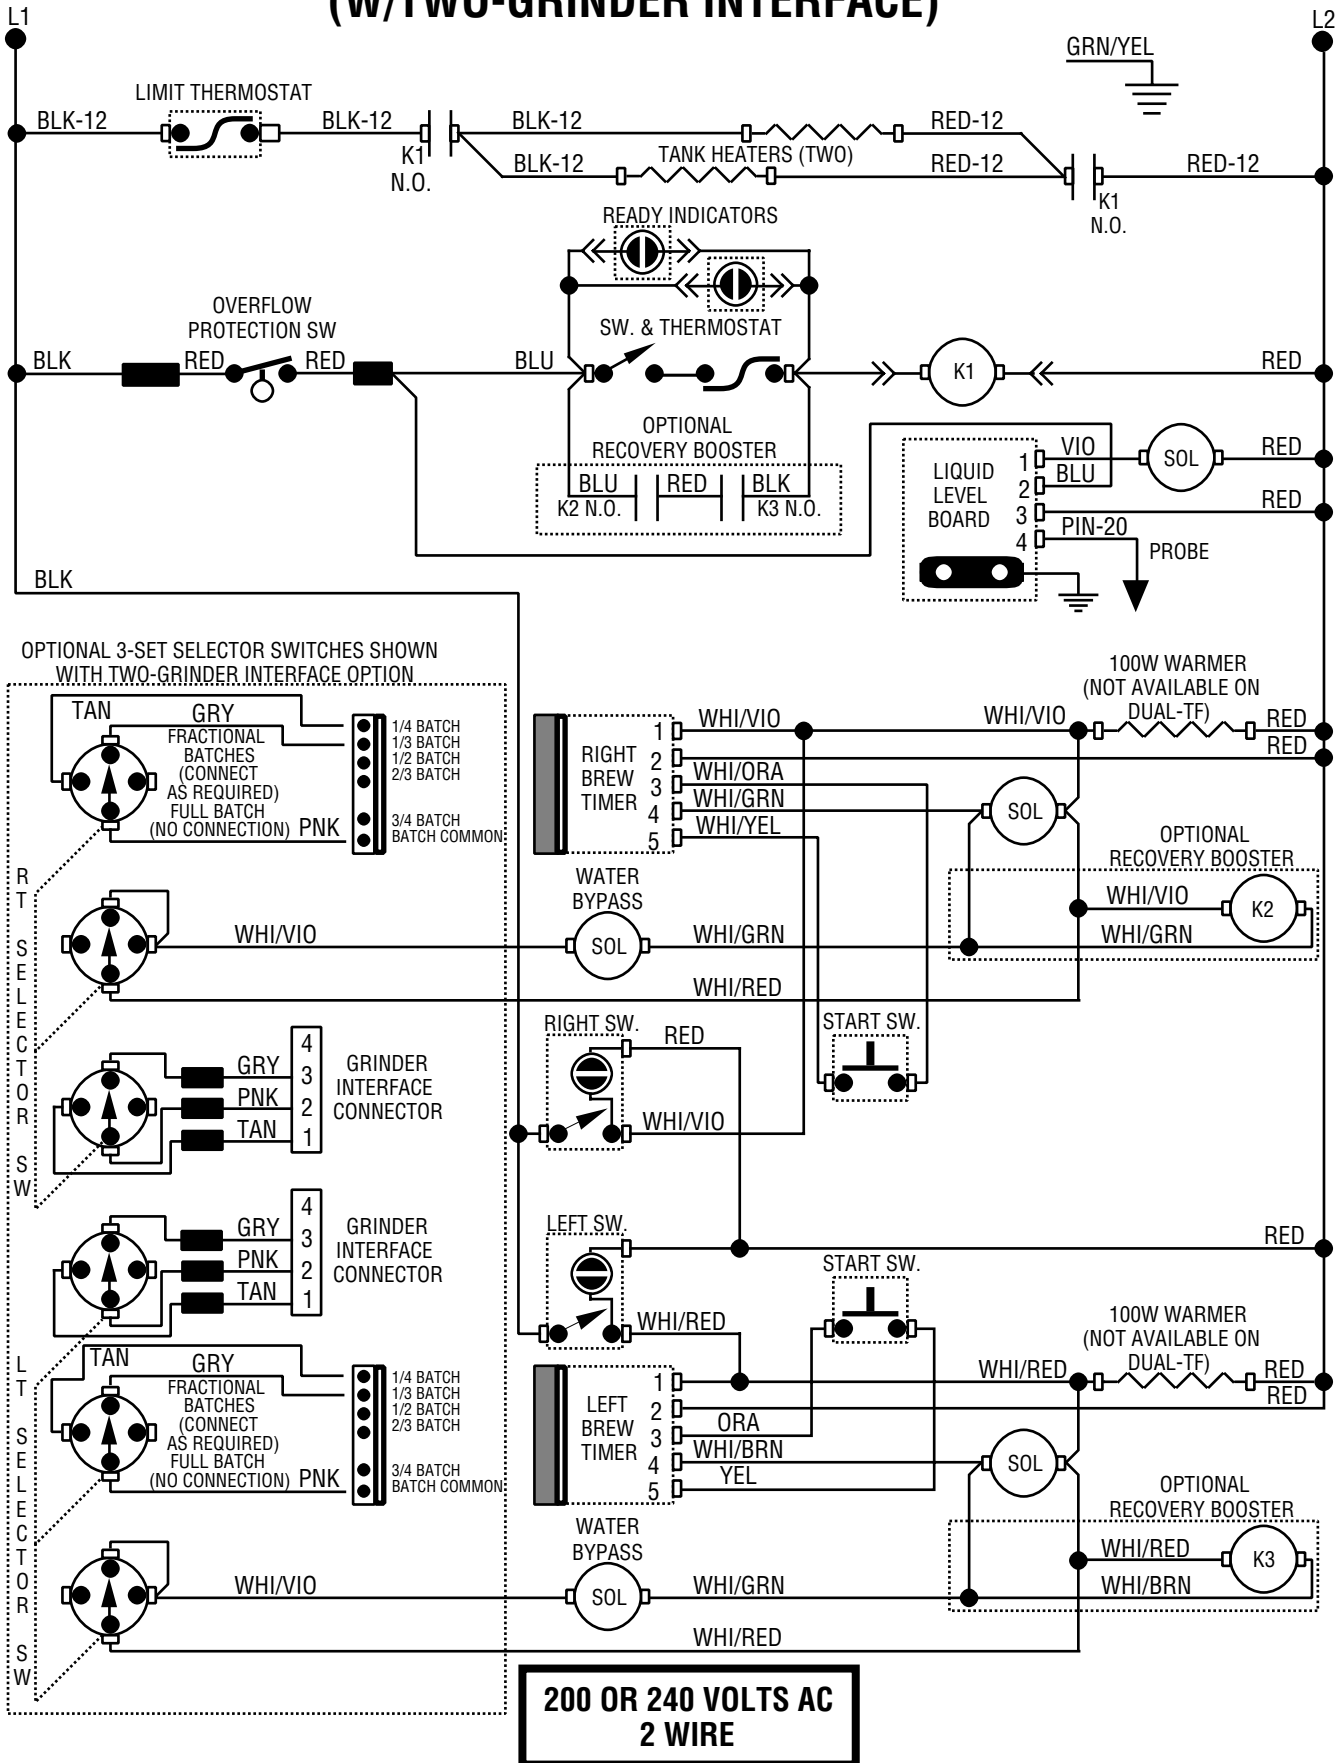 (W/TWO-GRINDER INTERFACE)
L1
L2
GRN/YEL
LIMIT THERMOSTAT
BLK-12
BLK-12
K1
N.O.
BLK-12
BLK-12
TANK HEATERS (TWO)
RED-12
RED-12
K1
N.O.
RED-12
READY INDICATORS
OVERFLOW
PROTECTION SW
SW. & THERMOSTAT
BLK
RED
RED
BLU
K1
RED
OPTIONAL
RECOVERY BOOSTER
BLU
RED
BLK
K2 N.O.
K3 N.O.
LIQUID
LEVEL
BOARD
1
2
3
4
VIO
BLU
PIN-20
SOL
RED
RED
PROBE
BLK
OPTIONAL 3-SET SELECTOR SWITCHES SHOWN
WITH TWO-GRINDER INTERFACE OPTION
TAN
GRY
FRACTIONAL
BATCHES
(CONNECT
AS REQUIRED)
FULL BATCH
(NO CONNECTION)
PNK
1/4 BATCH
1/3 BATCH
1/2 BATCH
2/3 BATCH
3/4 BATCH
BATCH COMMON
RIGHT
BREW
TIMER
1
2
3
4
5
WHI/VIO
WHI/ORA
WHI/GRN
WHI/YEL
WHI/VIO
100W WARMER
(NOT AVAILABLE ON
DUAL-TF)
RED
RED
SOL
OPTIONAL
RECOVERY BOOSTER
WHI/VIO
K2
WHI/GRN
RT SELECTOR SW
WHI/VIO
WATER
BYPASS
SOL
WHI/GRN
WHI/RED
GRY
PNK
TAN
4
3
2
1
GRINDER
INTERFACE
CONNECTOR
RIGHT SW.
RED
WHI/VIO
START SW.
GRY
PNK
TAN
4
3
2
1
GRINDER
INTERFACE
CONNECTOR
LEFT SW.
RED
WHI/RED
START SW.
LT SELECTOR SW
TAN
GRY
FRACTIONAL
BATCHES
(CONNECT
AS REQUIRED)
FULL BATCH
(NO CONNECTION)
PNK
1/4 BATCH
1/3 BATCH
1/2 BATCH
2/3 BATCH
3/4 BATCH
BATCH COMMON
LEFT
BREW
TIMER
1
2
3
4
5
ORA
WHI/BRN
YEL
WHI/RED
100W WARMER
(NOT AVAILABLE ON
DUAL-TF)
RED
RED
SOL
OPTIONAL
RECOVERY BOOSTER
WHI/RED
K3
WHI/BRN
WHI/VIO
WATER
BYPASS
SOL
WHI/GRN
WHI/RED
200 OR 240 VOLTS AC
2 WIRE